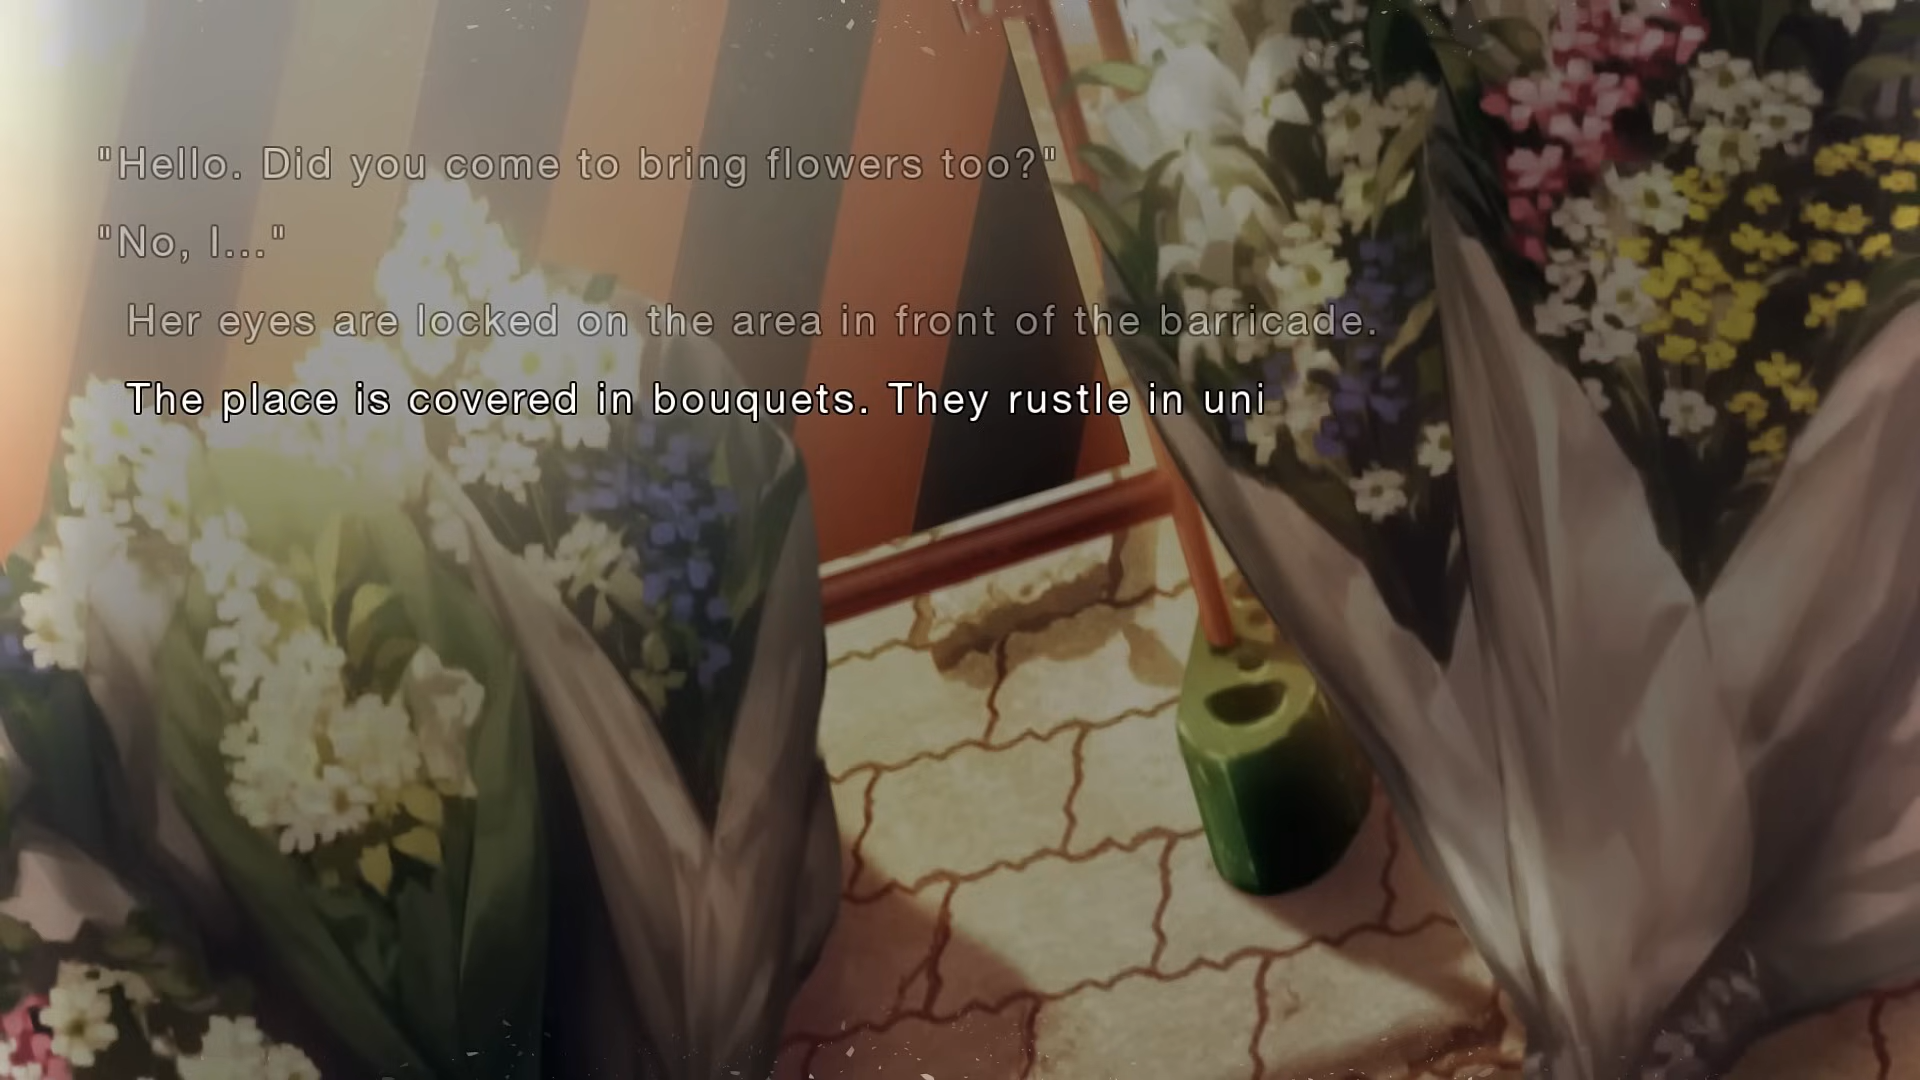 "Hello. Did you come to bring flowers too?"
"No, I..."
Her eyes are locked on the area in front of the barricade.
The place is covered in bouquets. They rustle in uni